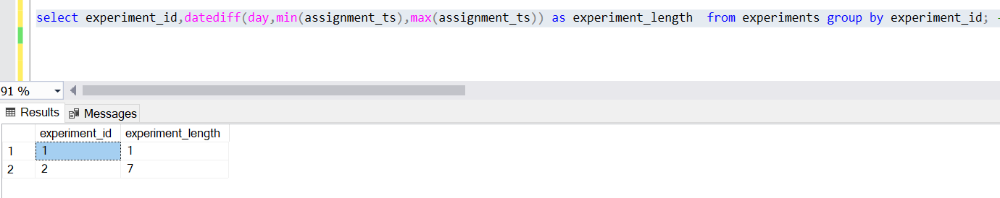 select experiment_id,datediff(day,min(assignment_ts),max(assignment_ts)) as experiment_length  from experiments group by experiment_id; -
91 %
Results Messages
experiment_id experiment_length
1 1 1
2 2 7